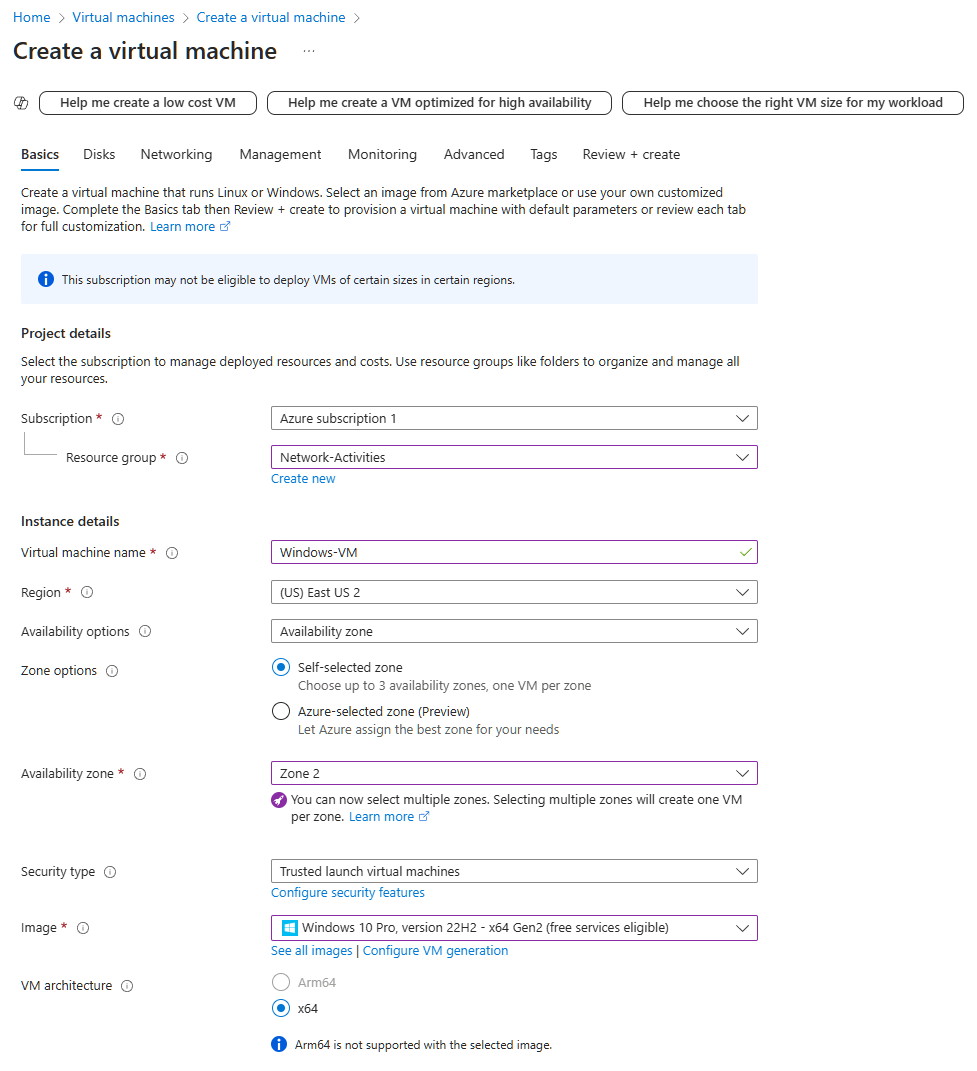 Home > Virtual machines > Create a virtual machine >
Create a virtual machine ...
Help me create a low cost VM
Help me create a VM optimized for high availability
Help me choose the right VM size for my workload
Basics Disks Networking Management Monitoring Advanced Tags Review + create
Create a virtual machine that runs Linux or Windows. Select an image from Azure marketplace or use your own customized
image. Complete the Basics tab then Review + create to provision a virtual machine with default parameters or review each tab
for full customization. Learn more
This subscription may not be eligible to deploy VMs of certain sizes in certain regions.
Project details
Select the subscription to manage deployed resources and costs. Use resource groups like folders to organize and manage all
your resources.
Subscription * Azure subscription 1
Resource group * Network-Activities
Create new
Instance details
Virtual machine name * Windows-VM
Region * (US) East US 2
Availability options Availability zone
Zone options Self-selected zone
Choose up to 3 availability zones, one VM per zone
Azure-selected zone (Preview)
Let Azure assign the best zone for your needs
Availability zone * Zone 2
You can now select multiple zones. Selecting multiple zones will create one VM
per zone. Learn more
Security type Trusted launch virtual machines
Configure security features
Image * Windows 10 Pro, version 22H2 - x64 Gen2 (free services eligible)
See all images | Configure VM generation
VM architecture Arm64
x64
Arm64 is not supported with the selected image.